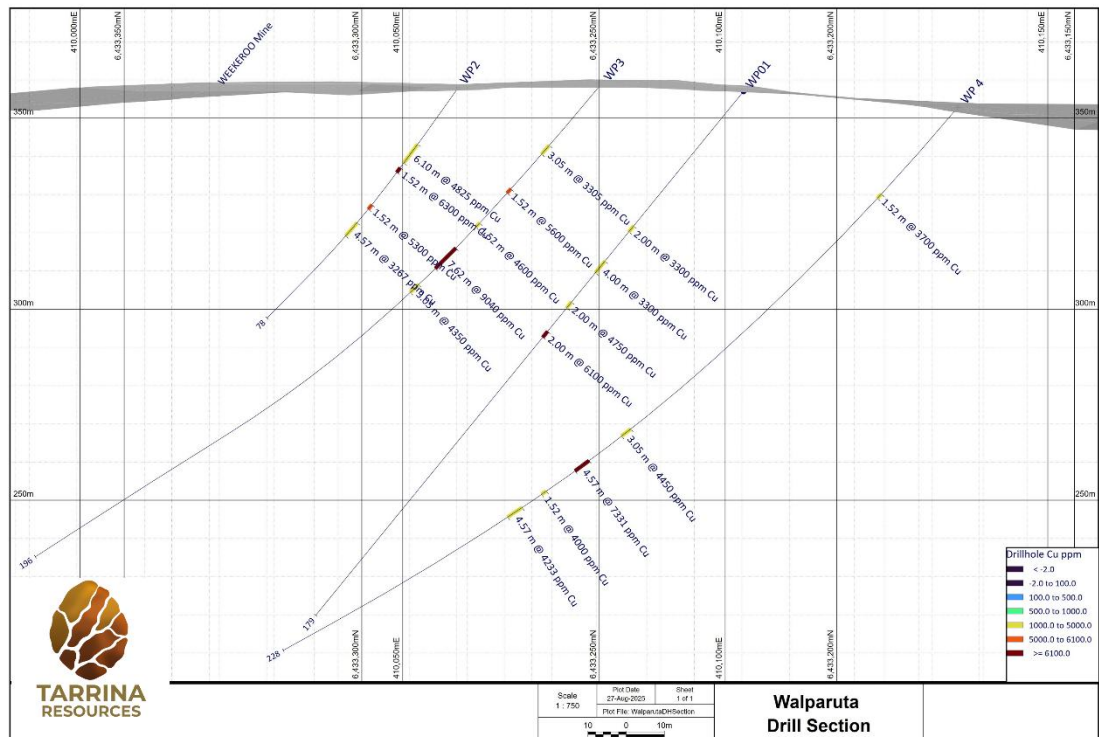 410,000mE
6,433,350mN
WEEKEROO Mine
6,433,300mN
410,050mE
WP2
WP3
6,433,250mN
410,100mE
WP01
6,433,200mN
WP 4
410,150mE
6,433,150mN
350m
350m
6.10 m @ 4825 ppm Cu
1.52 m @ 6300 ppm Cu
1.52 m @ 5300 ppm Cu
4.57 m @ 3267 ppm Cu
78
3.05 m @ 3305 ppm Cu
1.52 m @ 5600 ppm Cu
1.52 m @ 4600 ppm Cu
7.62 m @ 9040 ppm Cu
3.05 m @ 4350 ppm Cu
2.00 m @ 3300 ppm Cu
4.00 m @ 3300 ppm Cu
2.00 m @ 4750 ppm Cu
2.00 m @ 6100 ppm Cu
1.52 m @ 3700 ppm Cu
300m
300m
3.05 m @ 4450 ppm Cu
4.57 m @ 7331 ppm Cu
1.52 m @ 4000 ppm Cu
4.57 m @ 4233 ppm Cu
250m
250m
196
179
228
6,433,300mN
410,050mE
6,433,250mN
410,100mE
6,433,200mN
Drillhole Cu ppm
< -2.0
-2.0 to 100.0
100.0 to 500.0
500.0 to 1000.0
1000.0 to 5000.0
5000.0 to 6100.0
>= 6100.0
TARRINA
RESOURCES
Scale
1 : 750
Plot Date
27-Aug-2025
Sheet
1 of 1
Plot File: WalparutaDHSection
10 0 10m
Walparuta
Drill Section